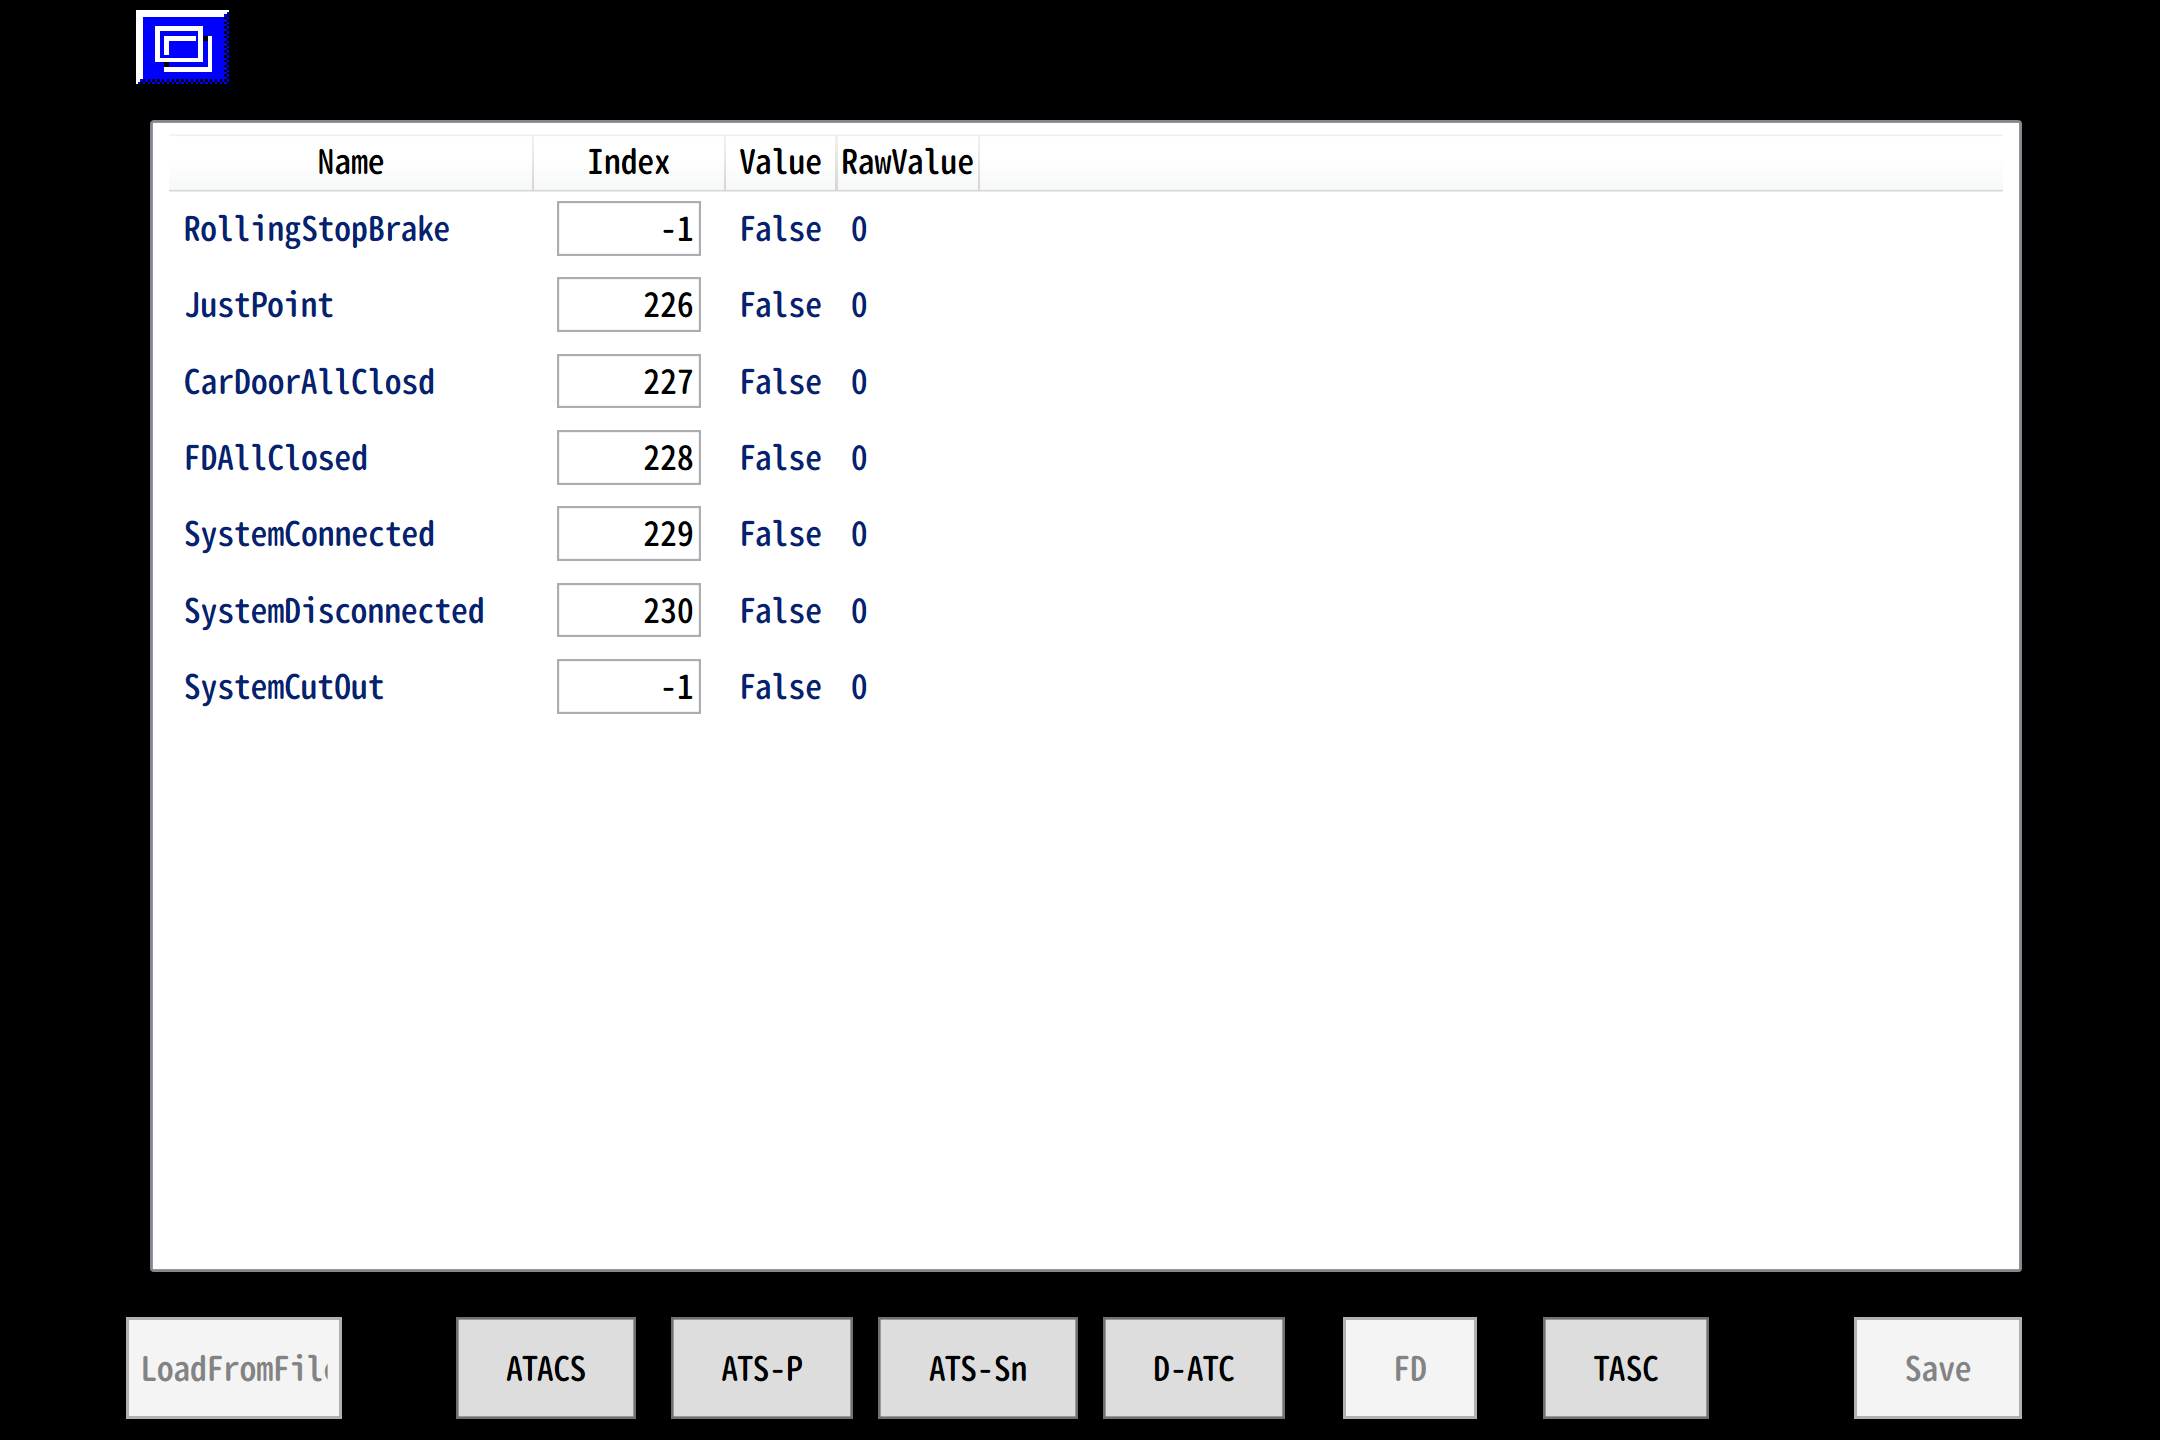 Name Index Value RawValue
RollingStopBrake -1 False 0
JustPoint 226 False 0
CarDoorAllClosd 227 False 0
FDAllClosed 228 False 0
SystemConnected 229 False 0
SystemDisconnected 230 False 0
SystemCutOut -1 False 0
LoadFromFile ATACS ATS-P ATS-Sn D-ATC FD TASC Save